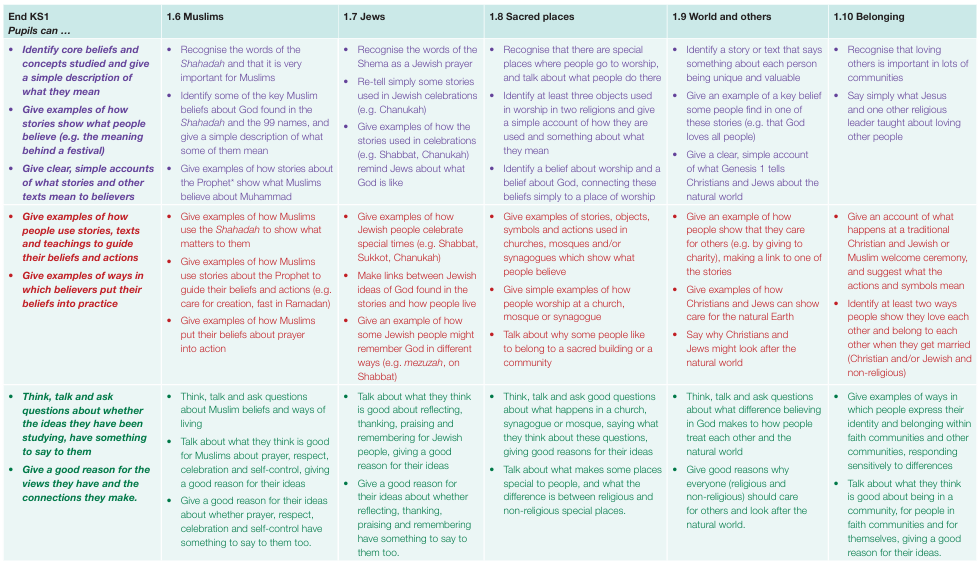 End KS1
Pupils can …
1.6 Muslims
1.7 Jews
1.8 Sacred places
1.9 World and others
1.10 Belonging
• Identify core beliefs and
concepts studied and give
a simple description of
what they mean
• Give examples of how
stories show what people
believe (e.g. the meaning
behind a festival)
• Give clear, simple accounts
of what stories and other
texts mean to believers
• Recognise the words of the
Shahadah and that it is very
important for Muslims
• Identify some of the key Muslim
beliefs about God found in the
Shahadah and the 99 names, and
give a simple description of what
some of them mean
• Give examples of how stories about
the Prophet* show what Muslims
believe about Muhammad
• Recognise the words of the
Shema as a Jewish prayer
• Re-tell simply some stories
used in Jewish celebrations
(e.g. Chanukah)
• Give examples of how the
stories used in celebrations
(e.g. Shabbat, Chanukah)
remind Jews about what
God is like
• Recognise that there are special
places where people go to worship,
and talk about what people do there
• Identify at least three objects used
in worship in two religions and give
a simple account of how they are
used and something about what
they mean
• Identify a belief about worship and a
belief about God, connecting these
beliefs simply to a place of worship
• Identify a story or text that says
something about each person
being unique and valuable
• Give an example of a key belief
some people find in one of
these stories (e.g. that God
loves all people)
• Give a clear, simple account
of what Genesis 1 tells
Christians and Jews about the
natural world
• Recognise that loving
others is important in lots of
communities
• Say simply what Jesus
and one other religious
leader taught about loving
other people
• Give examples of how
people use stories, texts
and teachings to guide
their beliefs and actions
• Give examples of ways in
which believers put their
beliefs into practice
• Give examples of how Muslims
use the Shahadah to show what
matters to them
• Give examples of how Muslims
use stories about the Prophet to
guide their beliefs and actions (e.g.
care for creation, fast in Ramadan)
• Give examples of how Muslims
put their beliefs about prayer
into action
• Give examples of how
Jewish people celebrate
special times (e.g. Shabbat,
Sukkot, Chanukah)
• Make links between Jewish
ideas of God found in the
stories and how people live
• Give an example of how
some Jewish people might
remember God in different
ways (e.g. mezuzah, on
Shabbat)
• Give examples of stories, objects,
symbols and actions used in
churches, mosques and/or
synagogues which show what
people believe
• Give simple examples of how
people worship at a church,
mosque or synagogue
• Talk about why some people like
to belong to a sacred building or a
community
• Give an example of how
people show that they care
for others (e.g. by giving to
charity), making a link to one of
the stories
• Give examples of how
Christians and Jews can show
care for the natural Earth
• Say why Christians and
Jews might look after the
natural world
• Give an account of what
happens at a traditional
Christian and Jewish or
Muslim welcome ceremony,
and suggest what the
actions and symbols mean
• Identify at least two ways
people show they love each
other and belong to each
other when they get married
(Christian and/or Jewish and
non-religious)
• Think, talk and ask
questions about whether
the ideas they have been
studying, have something
to say to them
• Give a good reason for the
views they have and the
connections they make.
• Think, talk and ask questions
about Muslim beliefs and ways of
living
• Talk about what they think is good
for Muslims about prayer, respect,
celebration and self-control, giving
a good reason for their ideas
• Give a good reason for their ideas
about whether prayer, respect,
celebration and self-control have
something to say to them too.
• Talk about what they think
is good about reflecting,
thanking, praising and
remembering for Jewish
people, giving a good
reason for their ideas
• Give a good reason for
their ideas about whether
reflecting, thanking,
praising and remembering
have something to say to
them too.
• Think, talk and ask good questions
about what happens in a church,
synagogue or mosque, saying what
they think about these questions,
giving good reasons for their ideas
• Talk about what makes some places
special to people, and what the
difference is between religious and
non-religious special places.
• Think, talk and ask questions
about what difference believing
in God makes to how people
treat each other and the
natural world
• Give good reasons why
everyone (religious and
non-religious) should care
for others and look after the
natural world.
• Give examples of ways in
which people express their
identity and belonging within
faith communities and other
communities, responding
sensitively to differences
• Talk about what they think
is good about being in a
community, for people in
faith communities and for
themselves, giving a good
reason for their ideas.